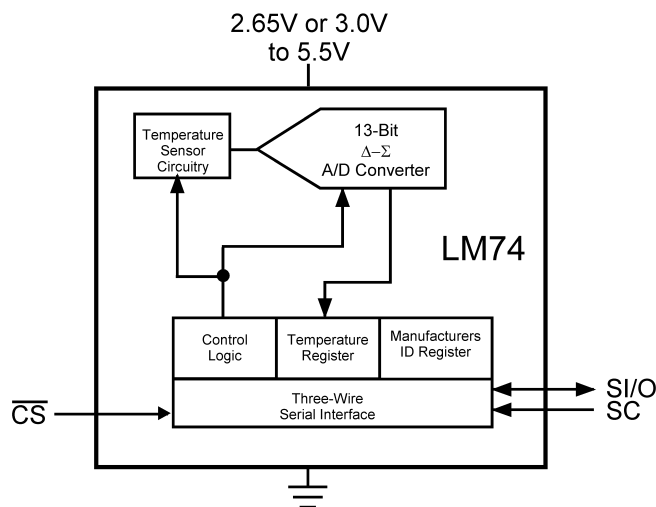 2.65V or 3.0V
to 5.5V
Temperature
Sensor
Circuitry
13-Bit
Δ–Σ
A/D Converter
LM74
Control
Logic
Temperature
Register
Manufacturers
ID Register
Three-Wire
Serial Interface
C̅S̅
SI/O
SC